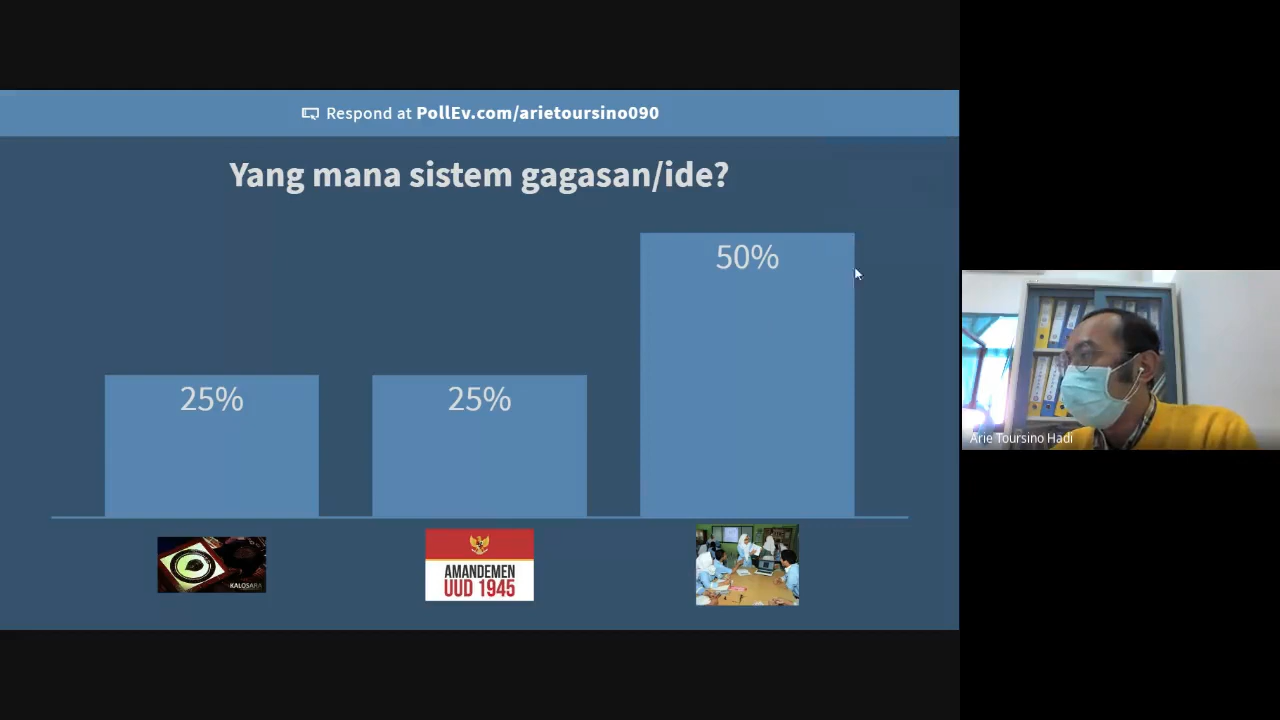 Respond at PollEv.com/arietoursino090
Yang mana sistem gagasan/ide?
50%
25%
25%
KALOSARA
AMANDEMEN
UUD 1945
Arie Toursino Hadi